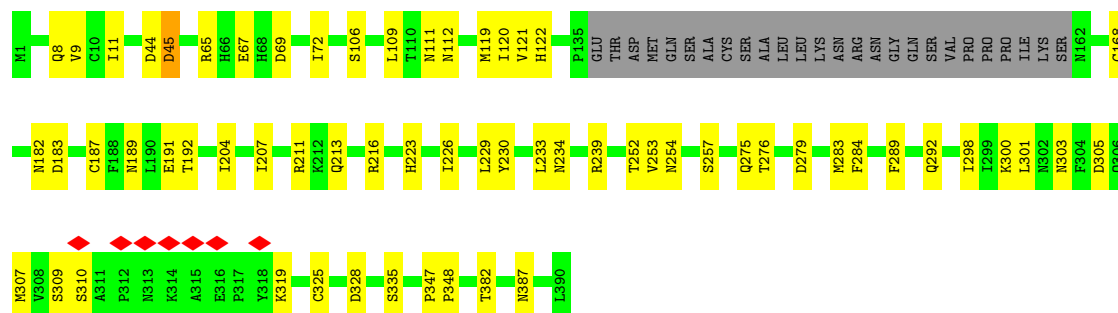 M1 Q8 V9 C10 I11 D44 D45 R65 H66 E67 H68 D69 I72 S106 L109 T110 N111 N112 M119 I120 V121 H122 P135 GLU THR ASP MET GLN SER ALA CYS SER ALA LEU LEU LYS ASN ARG ASN GLY GLN SER VAL PRO PRO PRO ILE LYS SER N162 C168
N182 D183 C187 F188 N189 L190 E191 T192 I204 I207 R211 K212 Q213 R216 H223 I226 L229 Y230 L233 N234 R239 T252 V253 N254 S257 Q275 T276 D279 M283 F284 F289 Q292 I298 I299 K300 L301 N302 N303 F304 D305 Q306
M307 V308 S309 S310 A311 P312 N313 K314 A315 E316 P317 Y318 K319 C325 D328 S335 P347 P348 T382 N387 L390